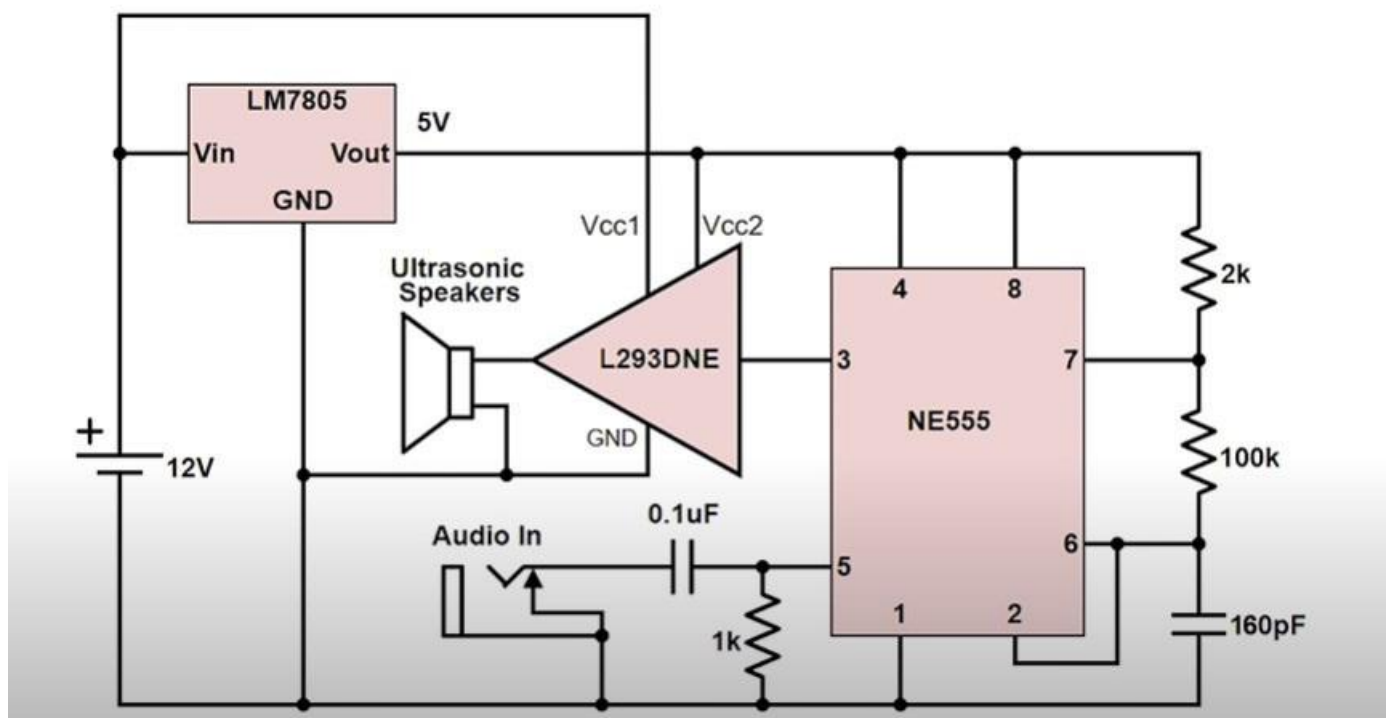 LM7805
5V
Vin
Vout
GND
Vcc1
Vcc2
Ultrasonic
Speakers
4
8
2k
L293DNE
3
7
NE555
GND
+
12V
100k
0.1uF
Audio In
6
5
1
2
1k
160pF